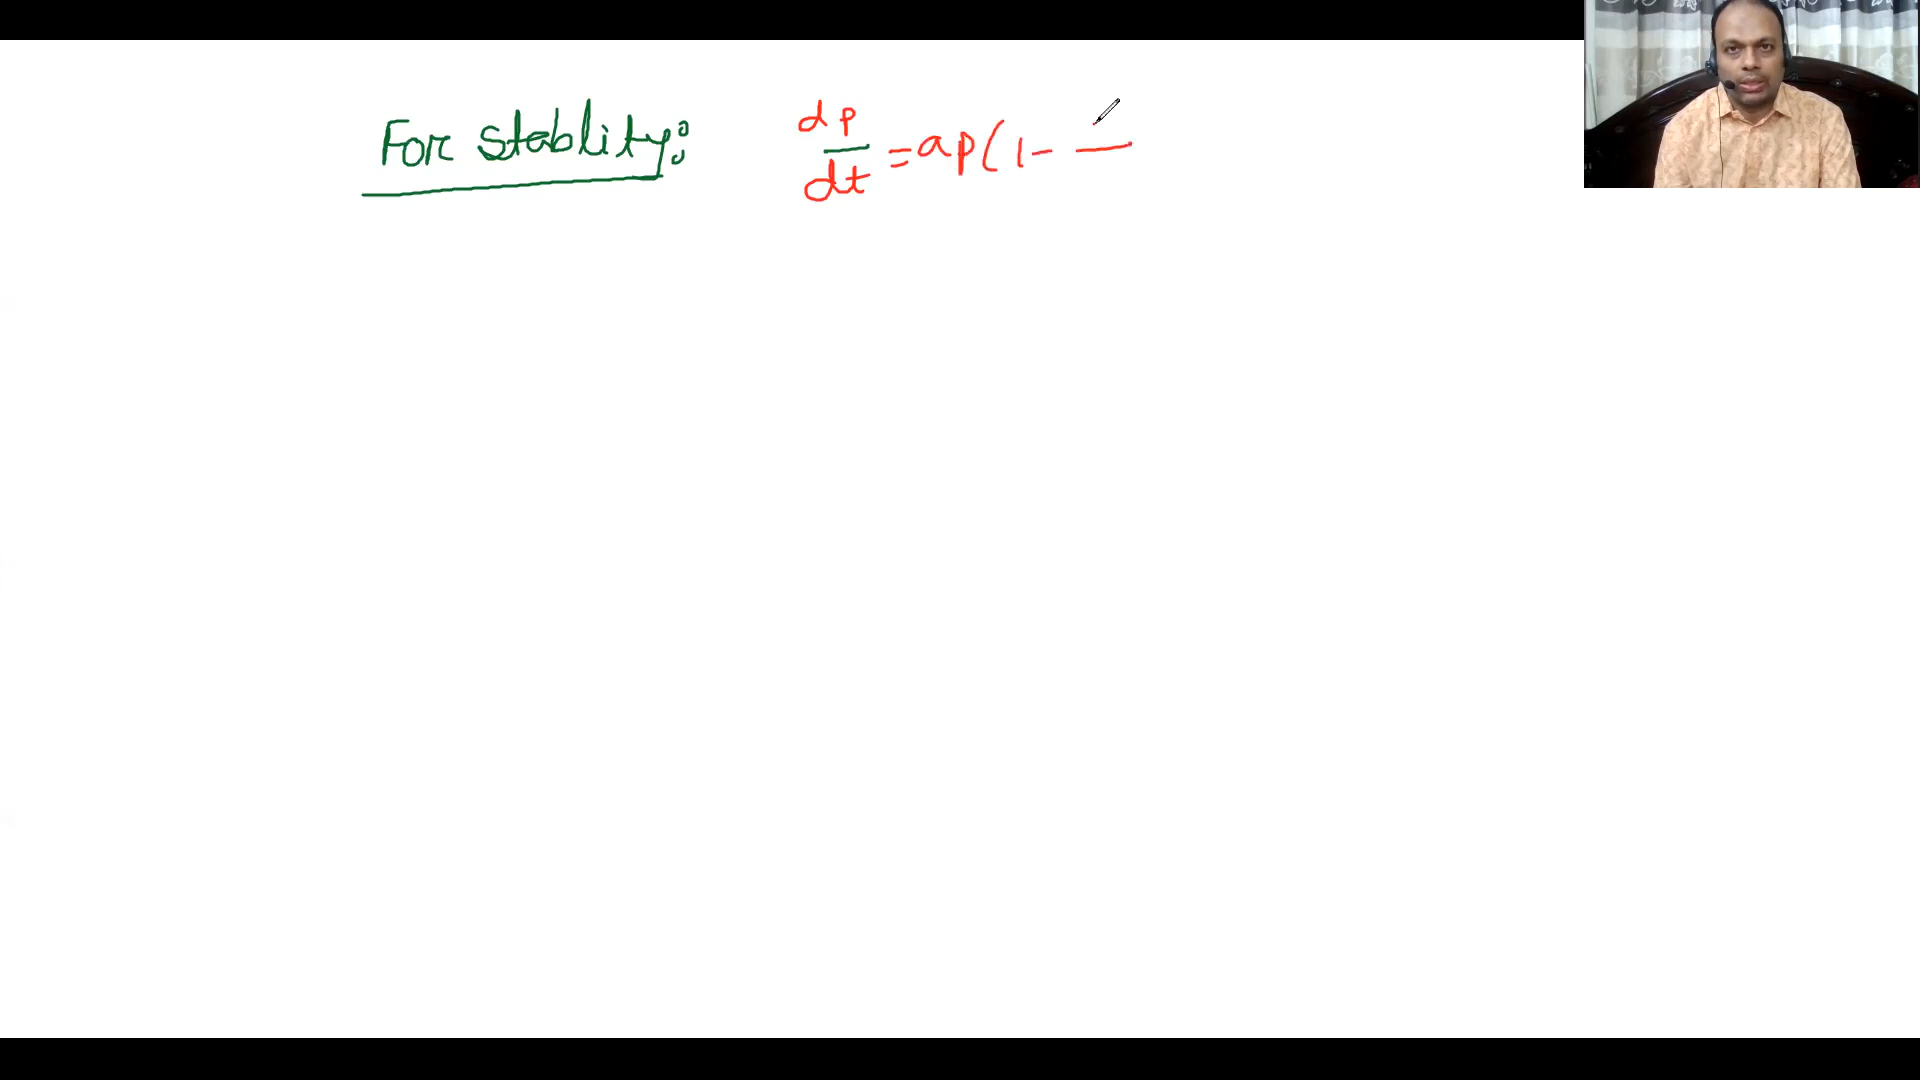 For stablity: dp/dt = ap(1- —